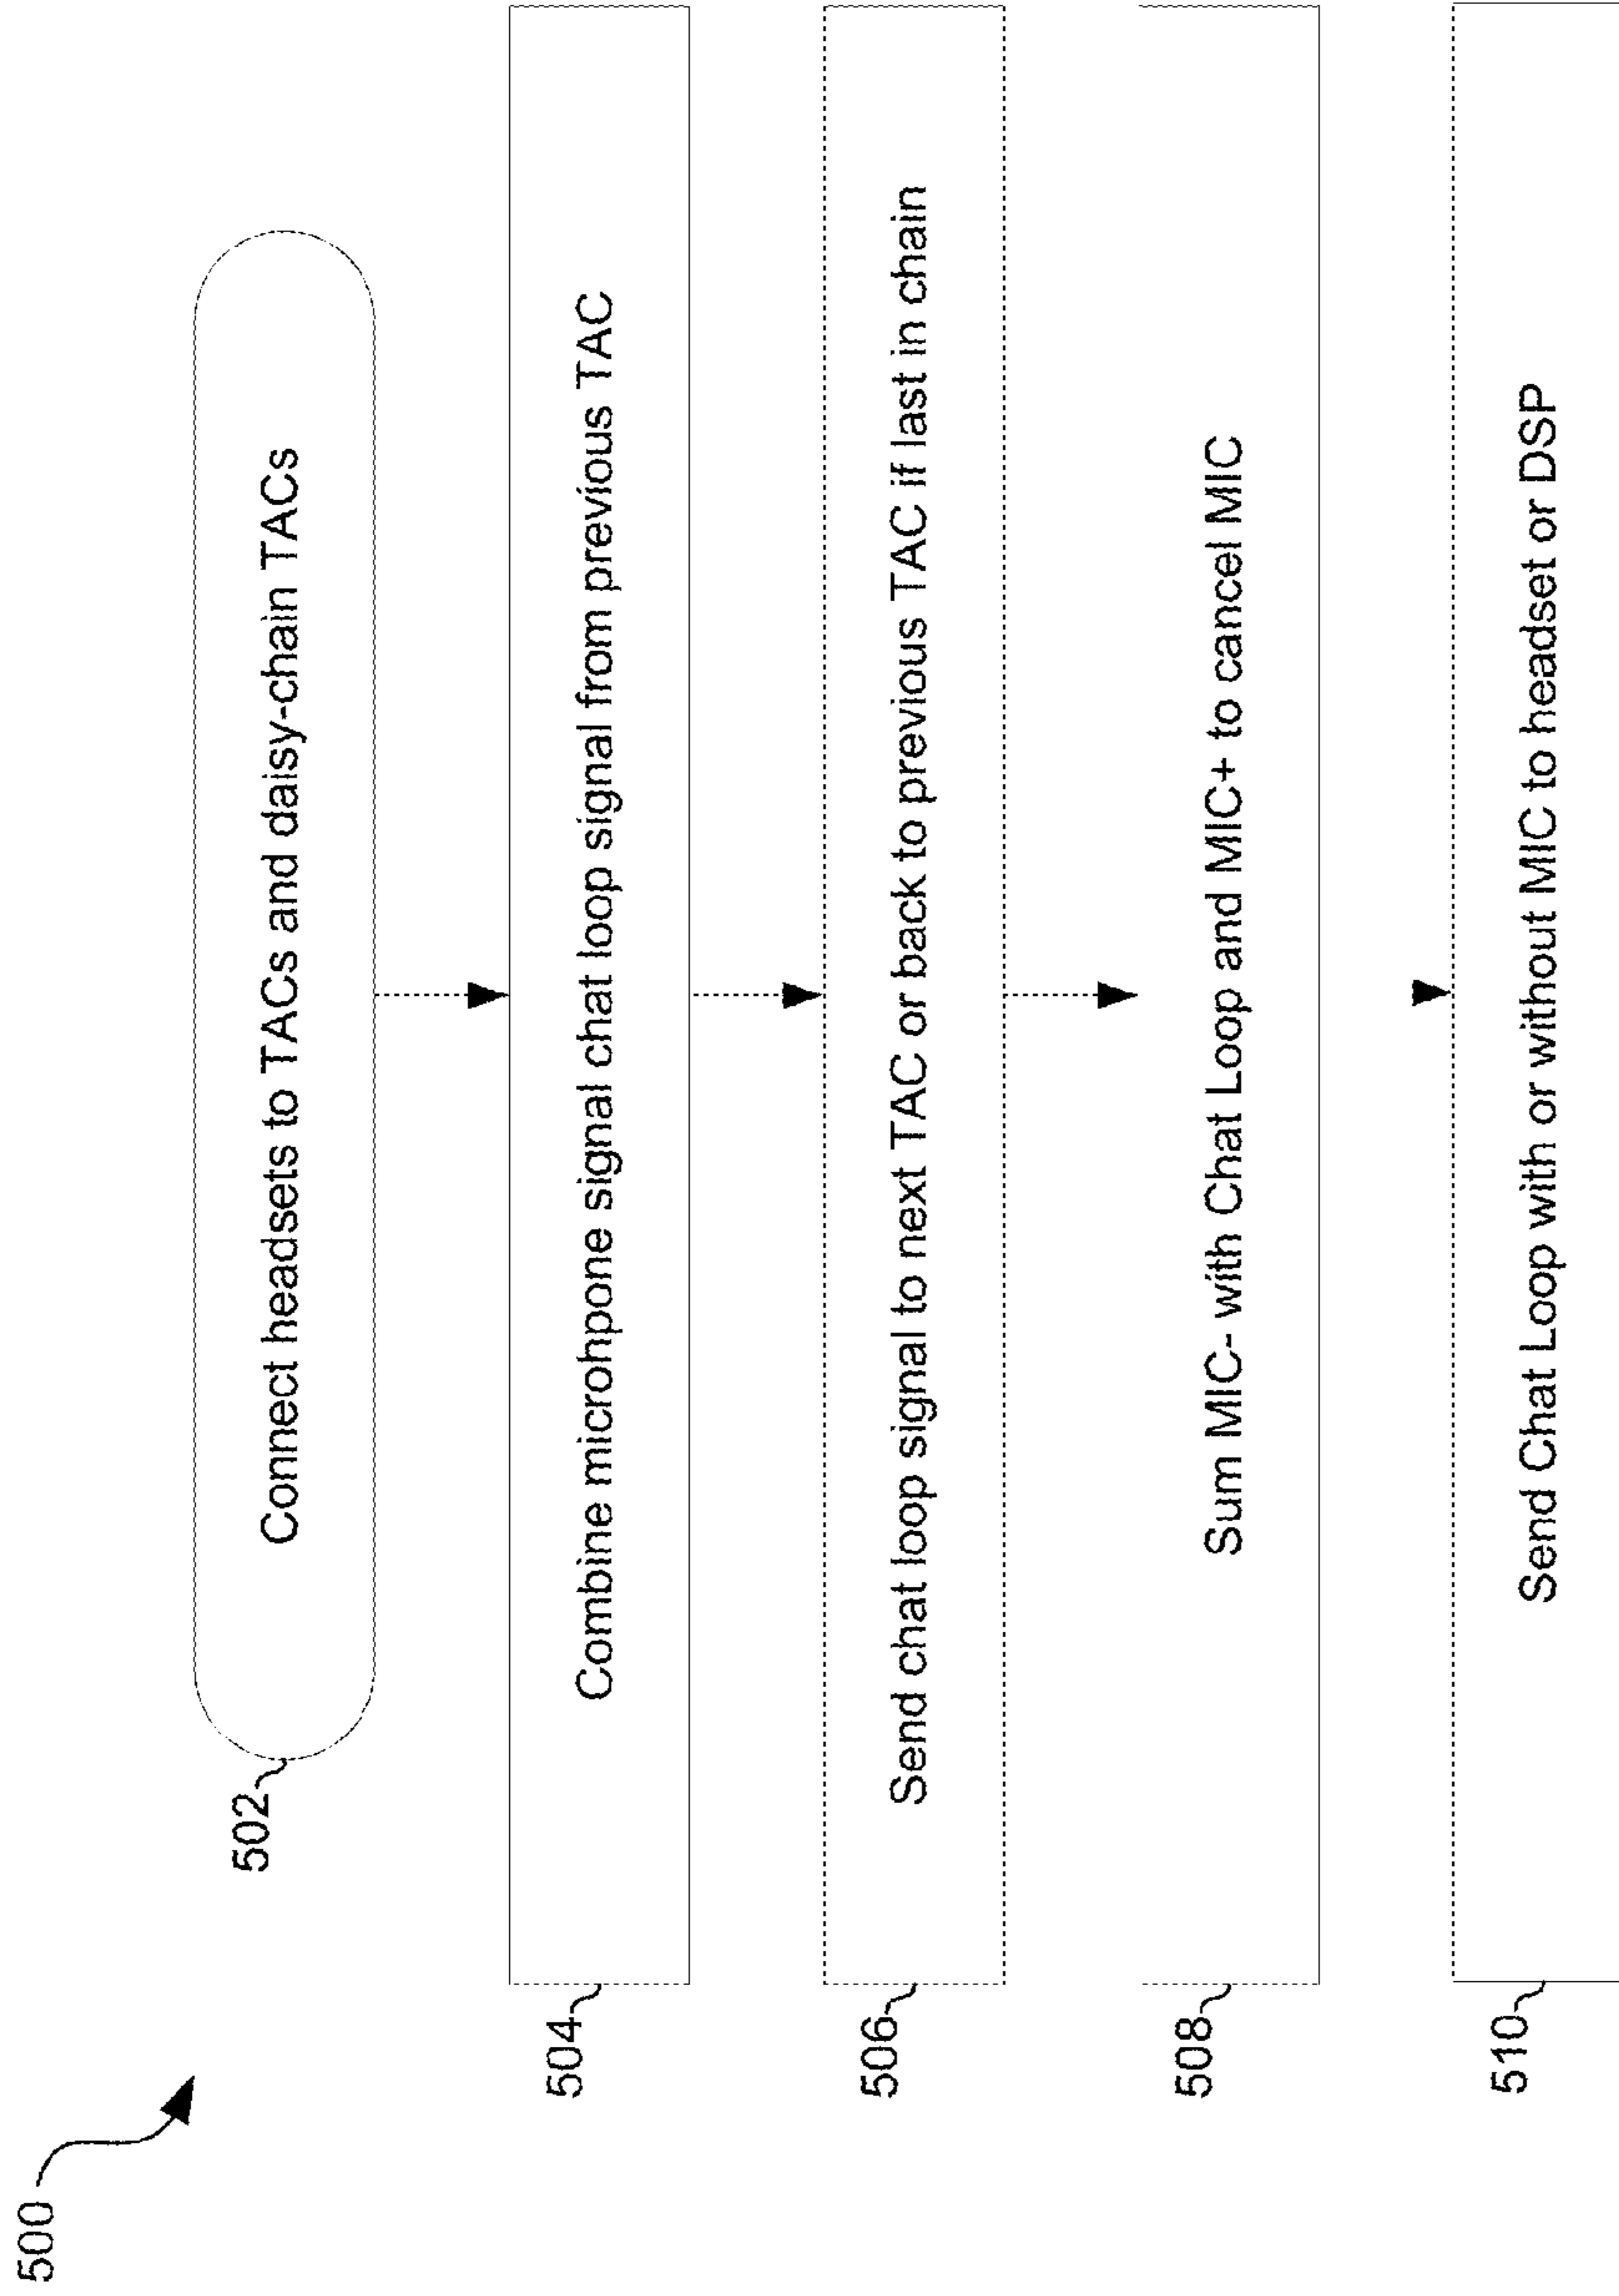 500
502
Connect headsets to TACs and daisy-chain TACs
504
Combine microhpone signal chat loop signal from previous TAC
506
Send chat loop signal to next TAC or back to previous TAC if last in chain
508
Sum MIC- with Chat Loop and MIC+ to cancel MIC
510
Send Chat Loop with or without MIC to headset or DSP